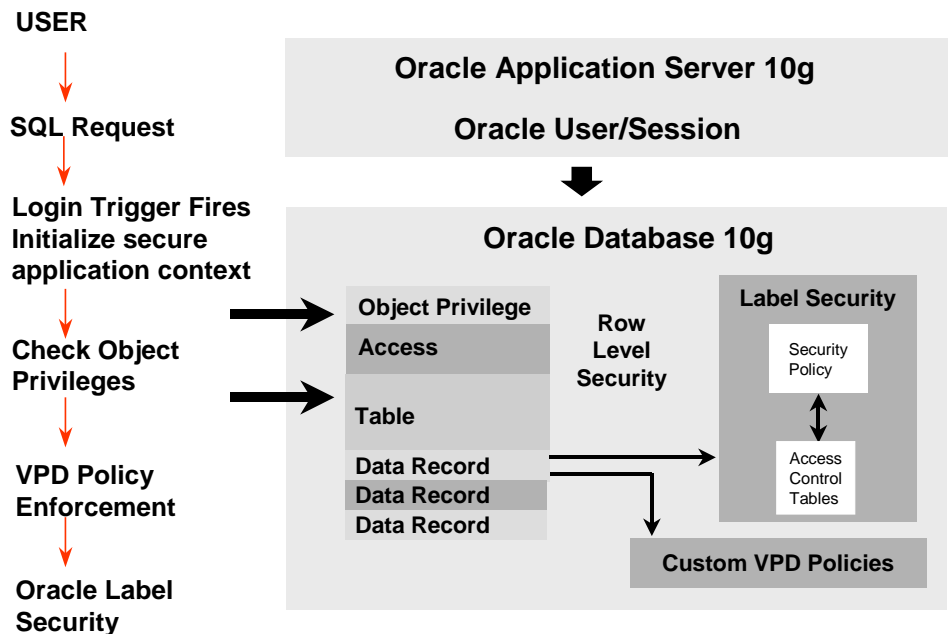 USER
SQL Request
Login Trigger Fires
Initialize secure
application context
Check Object
Privileges
VPD Policy
Enforcement
Oracle Label
Security
Oracle Application Server 10g
Oracle User/Session
Oracle Database 10g
Object Privilege
Access
Table
Data Record
Data Record
Data Record
Row
Level
Security
Label Security
Security
Policy
Access
Control
Tables
Custom VPD Policies